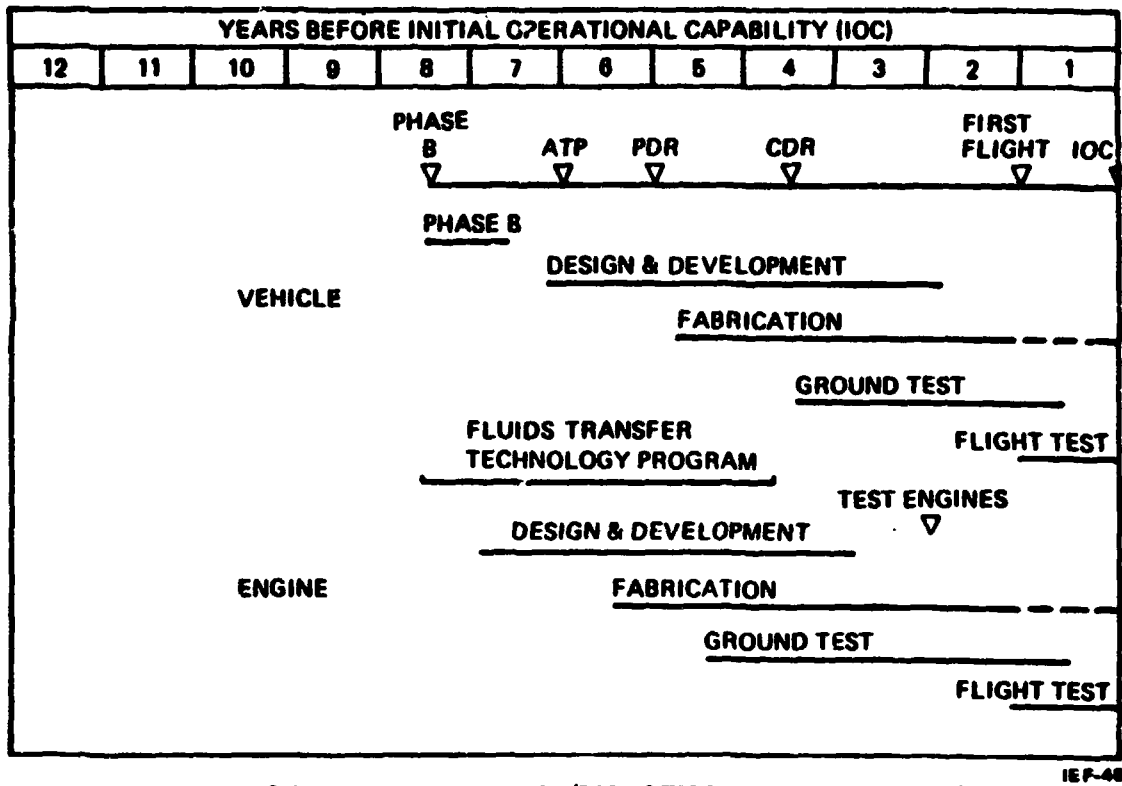 YEARS BEFORE INITIAL OPERATIONAL CAPABILITY (IOC)
12 11 10 9 8 7 6 5 4 3 2 1
PHASE B
ATP PDR CDR
FIRST FLIGHT IOC
PHASE B
DESIGN & DEVELOPMENT
VEHICLE
FABRICATION
GROUND TEST
FLUIDS TRANSFER
TECHNOLOGY PROGRAM
FLIGHT TEST
TEST ENGINES
DESIGN & DEVELOPMENT
ENGINE
FABRICATION
GROUND TEST
FLIGHT TEST